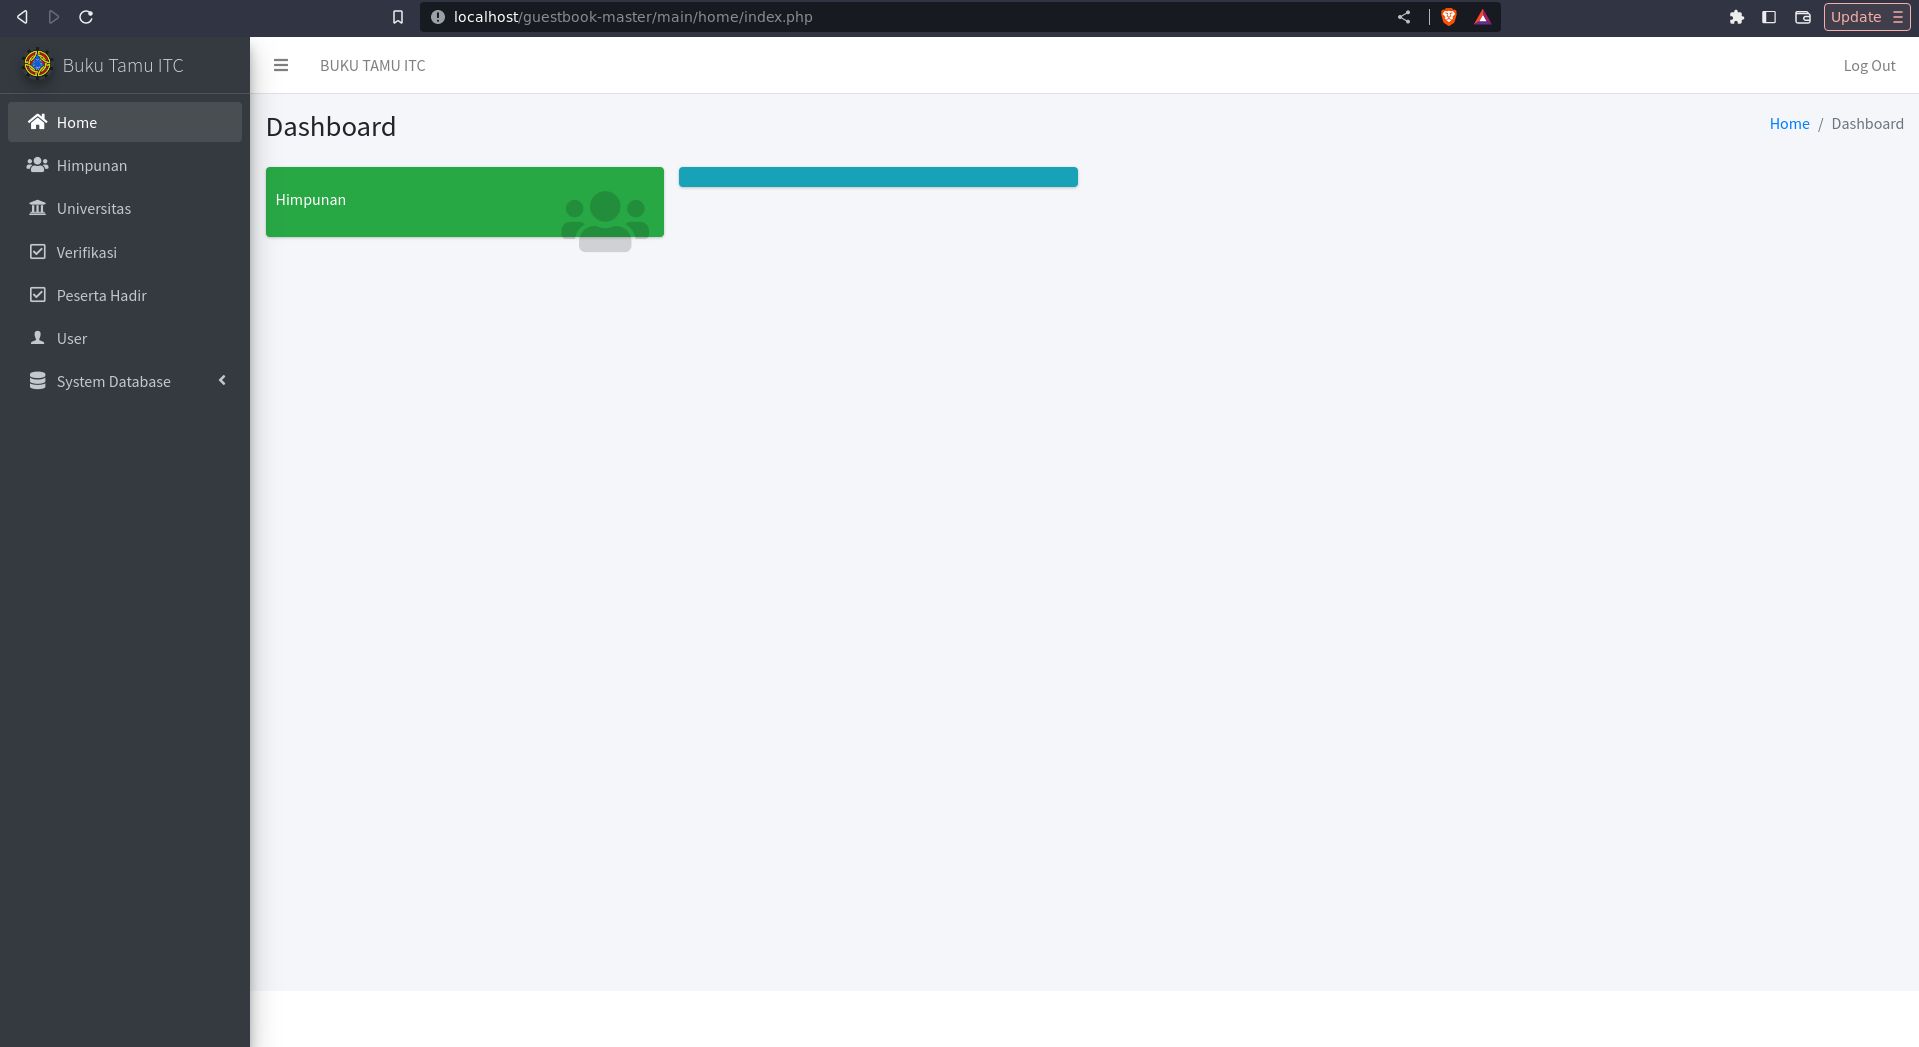 localhost/guestbook-master/main/home/index.php
Update
Buku Tamu ITC
BUKU TAMU ITC
Log Out
Home
Himpunan
Universitas
Verifikasi
Peserta Hadir
User
System Database
Dashboard
Home / Dashboard
Himpunan